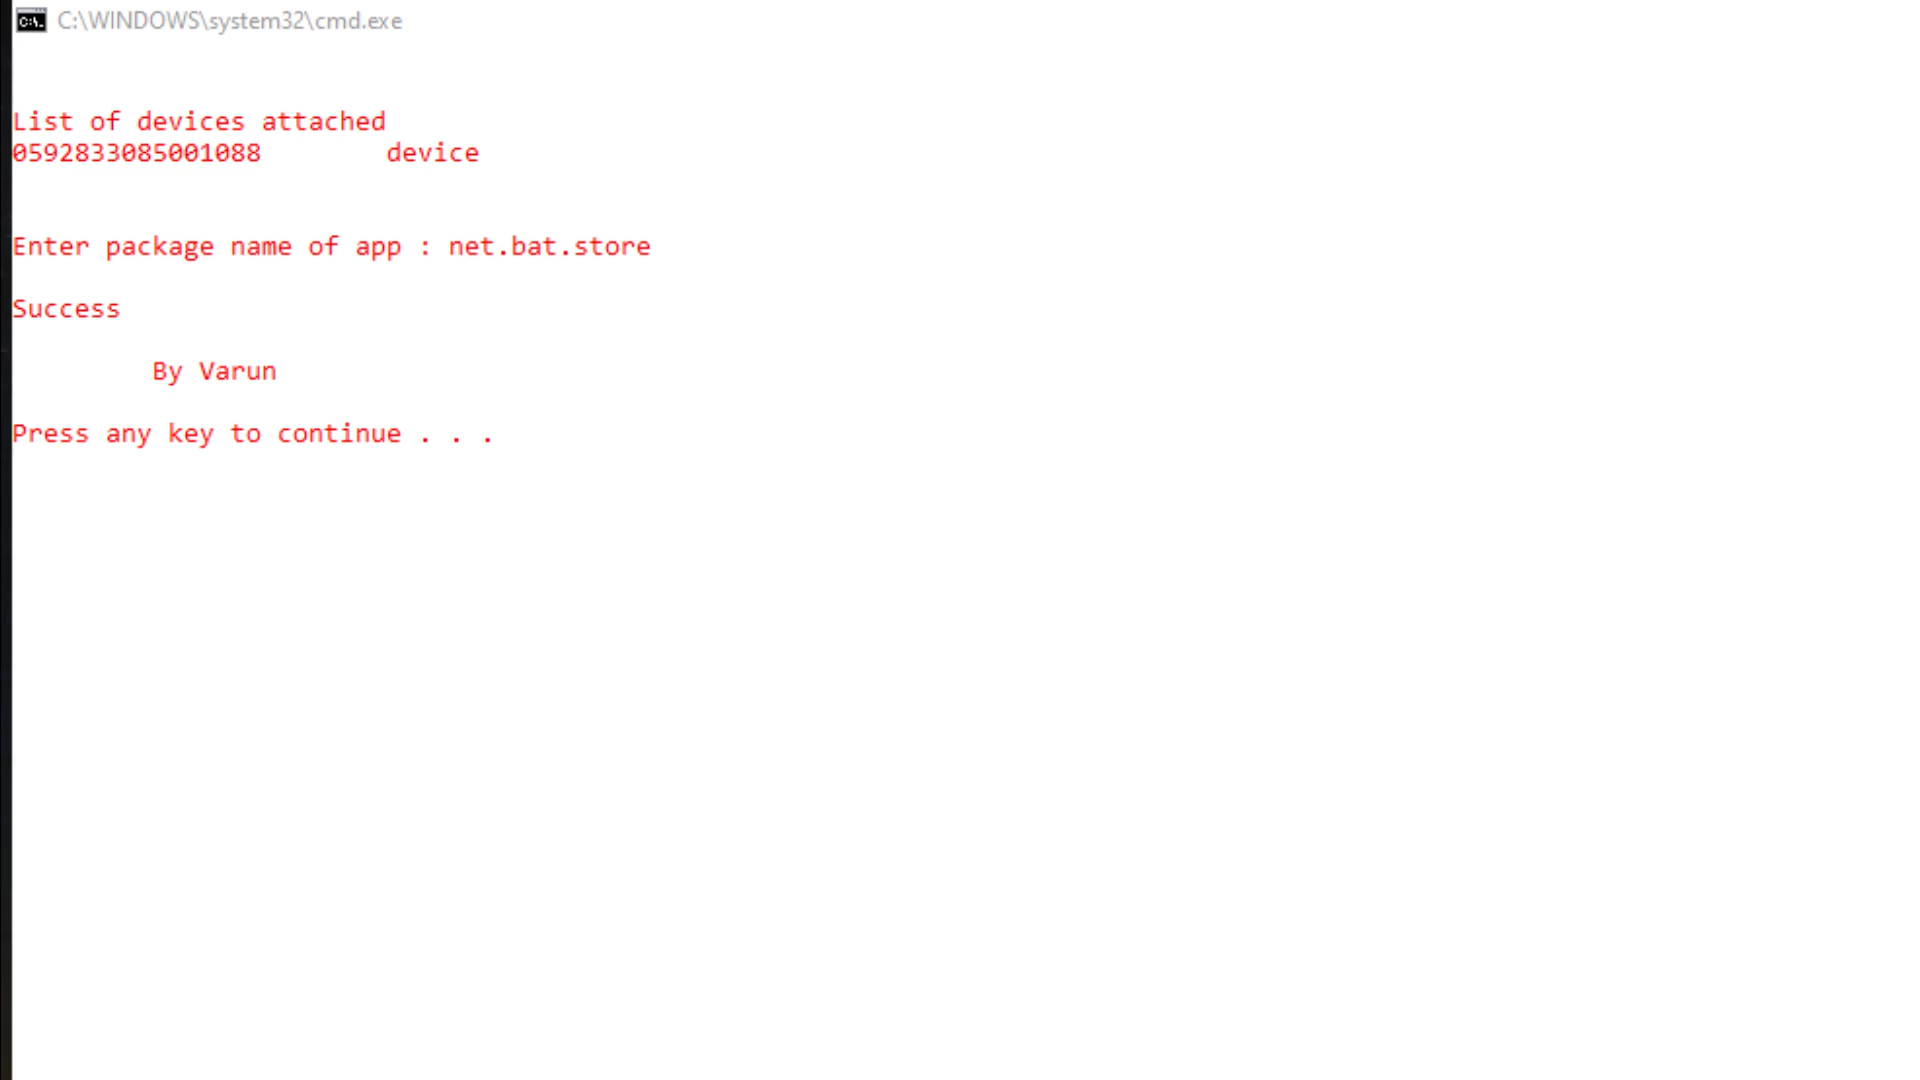 C:\WINDOWS\system32\cmd.exe
List of devices attached
0592833085001088        device
Enter package name of app : net.bat.store
Success
By Varun
Press any key to continue . . .